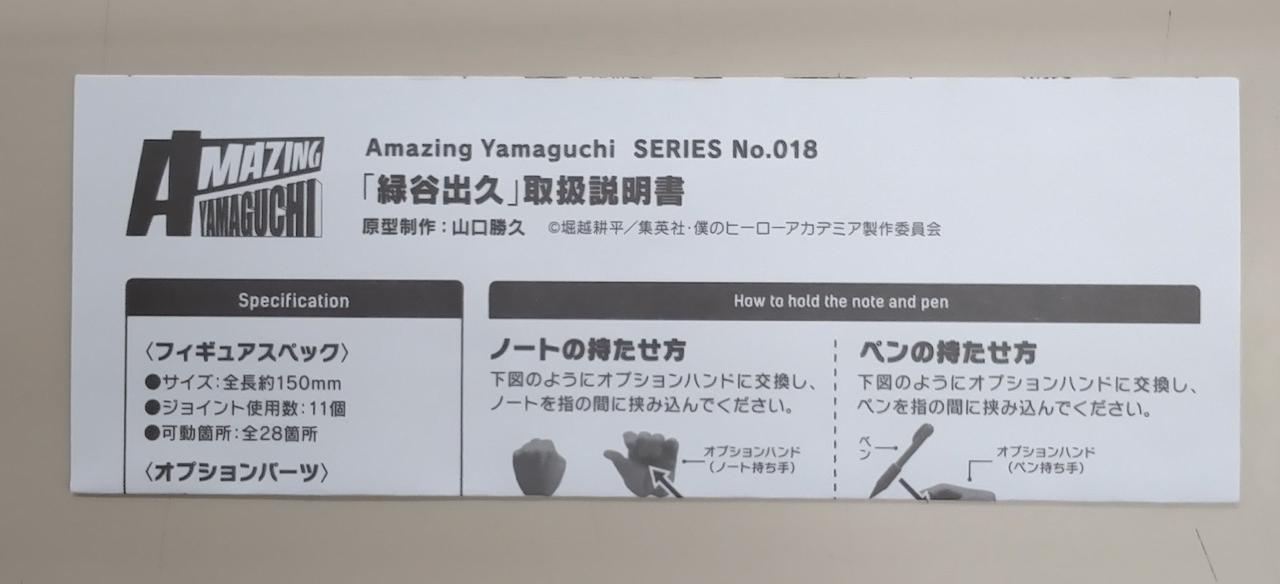 AMAZING
YAMAGUCHI
Amazing Yamaguchi SERIES No.018
「緑谷出久」取扱説明書
原型制作：山口勝久 ©堀越耕平／集英社・僕のヒーローアカデミア製作委員会
Specification
〈フィギュアスペック〉
●サイズ：全長約150mm
●ジョイント使用数：11個
●可動箇所：全28箇所
〈オプションパーツ〉
How to hold the note and pen
ノートの持たせ方
下図のようにオプションハンドに交換し、
ノートを指の間に挟み込んでください。
オプションハンド
（ノート持ち手）
ペンの持たせ方
下図のようにオプションハンドに交換し、
ペンを指の間に挟み込んでください。
ペン
オプションハンド
（ペン持ち手）